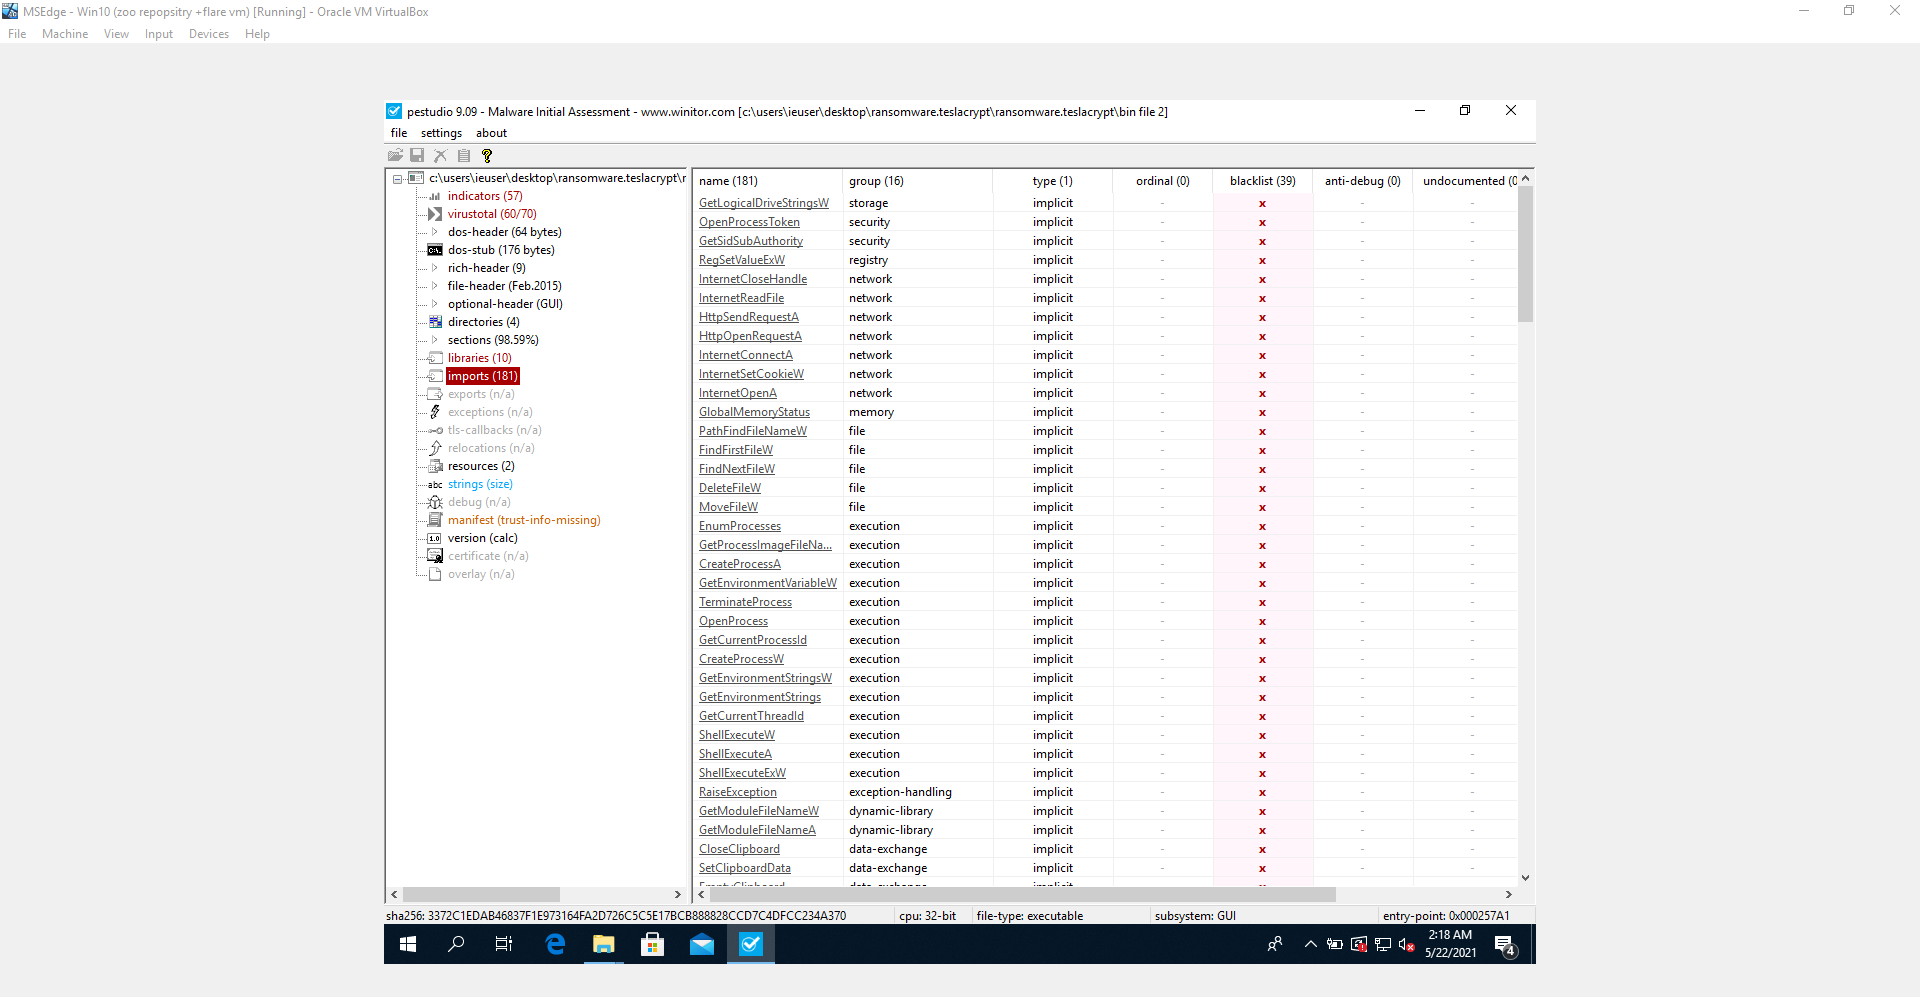 MSEdge - Win10 (zoo repopsitry +flare vm) [Running] - Oracle VM VirtualBox
File Machine View Input Devices Help
pestudio 9.09 - Malware Initial Assessment - www.winitor.com [c:\users\ieuser\desktop\ransomware.teslacrypt\ransomware.teslacrypt\bin file 2]
file settings about
c:\users\ieuser\desktop\ransomware.teslacrypt\r
indicators (57)
virustotal (60/70)
dos-header (64 bytes)
dos-stub (176 bytes)
rich-header (9)
file-header (Feb.2015)
optional-header (GUI)
directories (4)
sections (98.59%)
libraries (10)
imports (181)
exports (n/a)
exceptions (n/a)
tls-callbacks (n/a)
relocations (n/a)
resources (2)
abc strings (size)
debug (n/a)
manifest (trust-info-missing)
1.0 version (calc)
certificate (n/a)
overlay (n/a)
name (181) group (16) type (1) ordinal (0) blacklist (39) anti-debug (0) undocumented (0
GetLogicalDriveStringsW storage implicit - x - -
OpenProcessToken security implicit - x - -
GetSidSubAuthority security implicit - x - -
RegSetValueExW registry implicit - x - -
InternetCloseHandle network implicit - x - -
InternetReadFile network implicit - x - -
HttpSendRequestA network implicit - x - -
HttpOpenRequestA network implicit - x - -
InternetConnectA network implicit - x - -
InternetSetCookieW network implicit - x - -
InternetOpenA network implicit - x - -
GlobalMemoryStatus memory implicit - x - -
PathFindFileNameW file implicit - x - -
FindFirstFileW file implicit - x - -
FindNextFileW file implicit - x - -
DeleteFileW file implicit - x - -
MoveFileW file implicit - x - -
EnumProcesses execution implicit - x - -
GetProcessImageFileNa... execution implicit - x - -
CreateProcessA execution implicit - x - -
GetEnvironmentVariableW execution implicit - x - -
TerminateProcess execution implicit - x - -
OpenProcess execution implicit - x - -
GetCurrentProcessId execution implicit - x - -
CreateProcessW execution implicit - x - -
GetEnvironmentStringsW execution implicit - x - -
GetEnvironmentStrings execution implicit - x - -
GetCurrentThreadId execution implicit - x - -
ShellExecuteW execution implicit - x - -
ShellExecuteA execution implicit - x - -
ShellExecuteExW execution implicit - x - -
RaiseException exception-handling implicit - x - -
GetModuleFileNameW dynamic-library implicit - x - -
GetModuleFileNameA dynamic-library implicit - x - -
CloseClipboard data-exchange implicit - x - -
SetClipboardData data-exchange implicit - x - -
EmptyClipboard data-exchange implicit
sha256: 3372C1EDAB46837F1E973164FA2D726C5C5E17BCB888828CCD7C4DFCC234A370 cpu: 32-bit file-type: executable subsystem: GUI entry-point: 0x000257A1
2:18 AM
5/22/2021
4